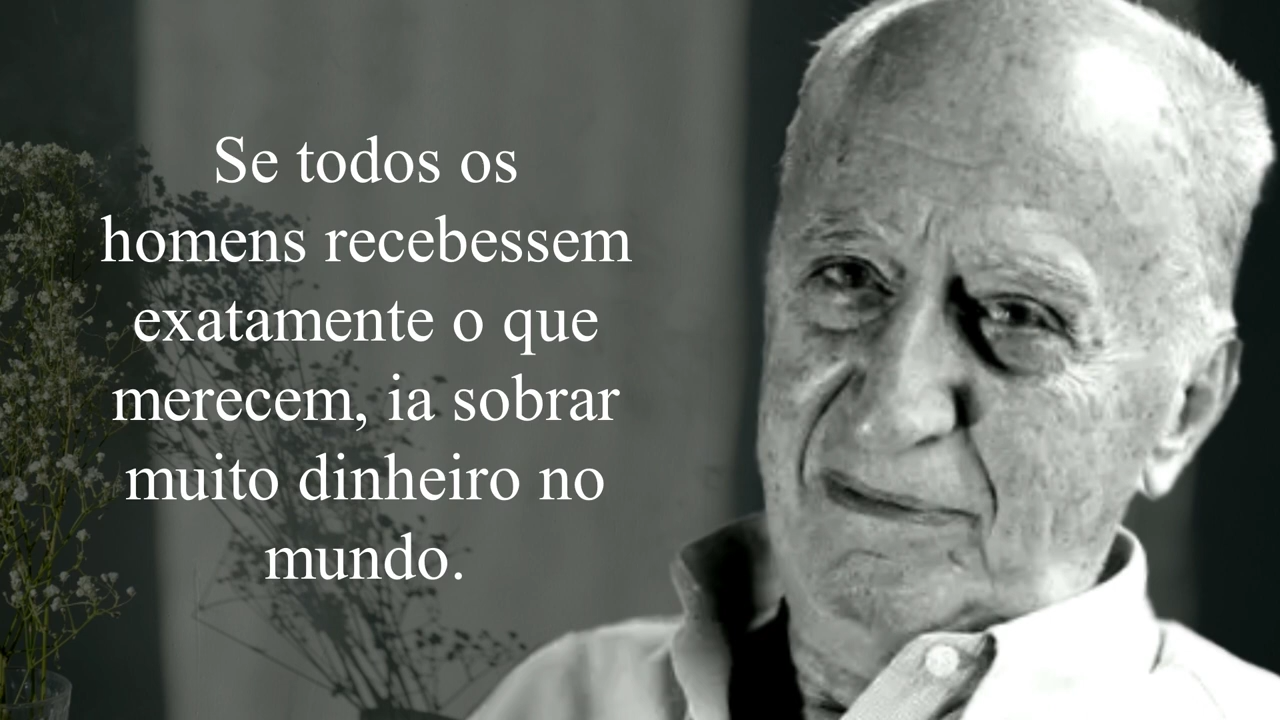 Se todos os
homens recebessem
exatamente o que
merecem, ia sobrar
muito dinheiro no
mundo.